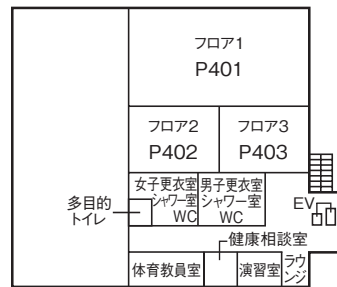 フロア1
P401
フロア2
P402
フロア3
P403
女子更衣室
シャワー室
WC
男子更衣室
シャワー室
WC
多目的
トイレ
EV
健康相談室
体育教員室
演習室
ラウ
ンジ